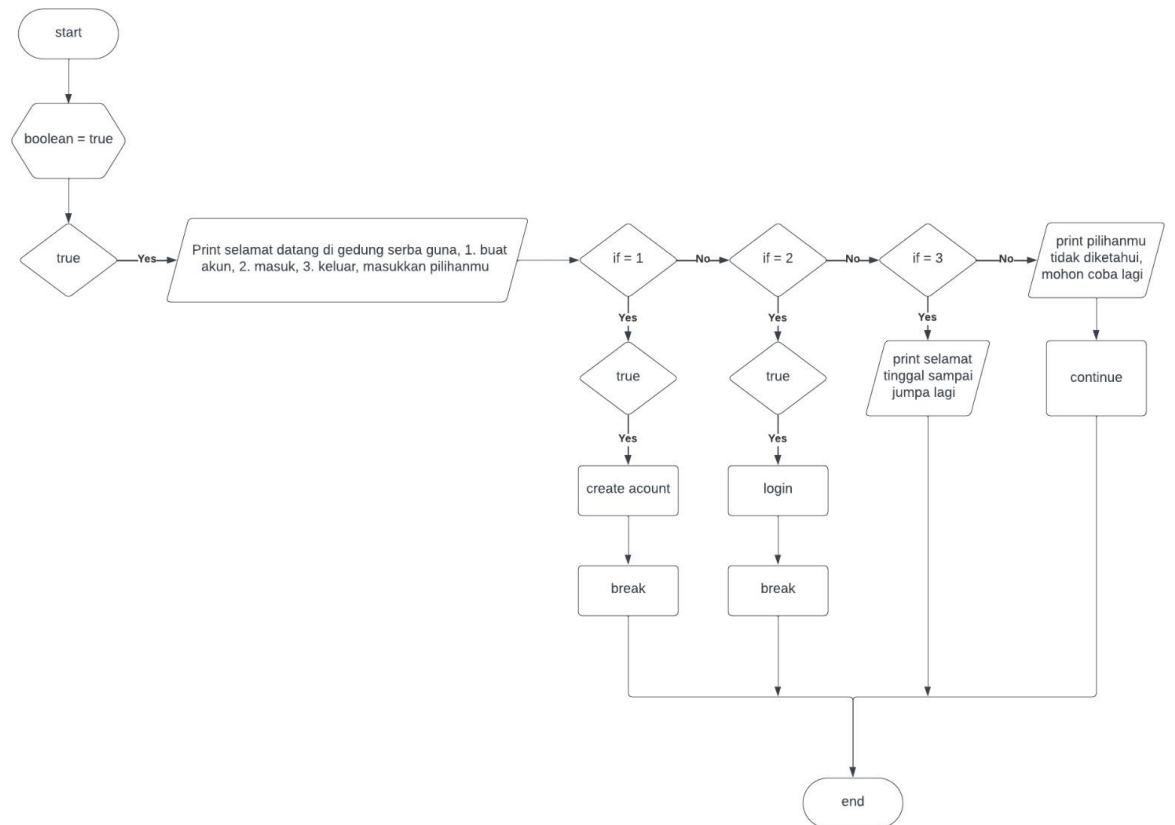 start
boolean = true
true
Yes
Print selamat datang di gedung serba guna, 1. buat
akun, 2. masuk, 3. keluar, masukkan pilihanmu
if = 1
No
if = 2
No
if = 3
No
print pilihanmu
tidak diketahui,
mohon coba lagi
Yes
Yes
Yes
true
true
print selamat
tinggal sampai
jumpa lagi
continue
Yes
Yes
create acount
login
break
break
end